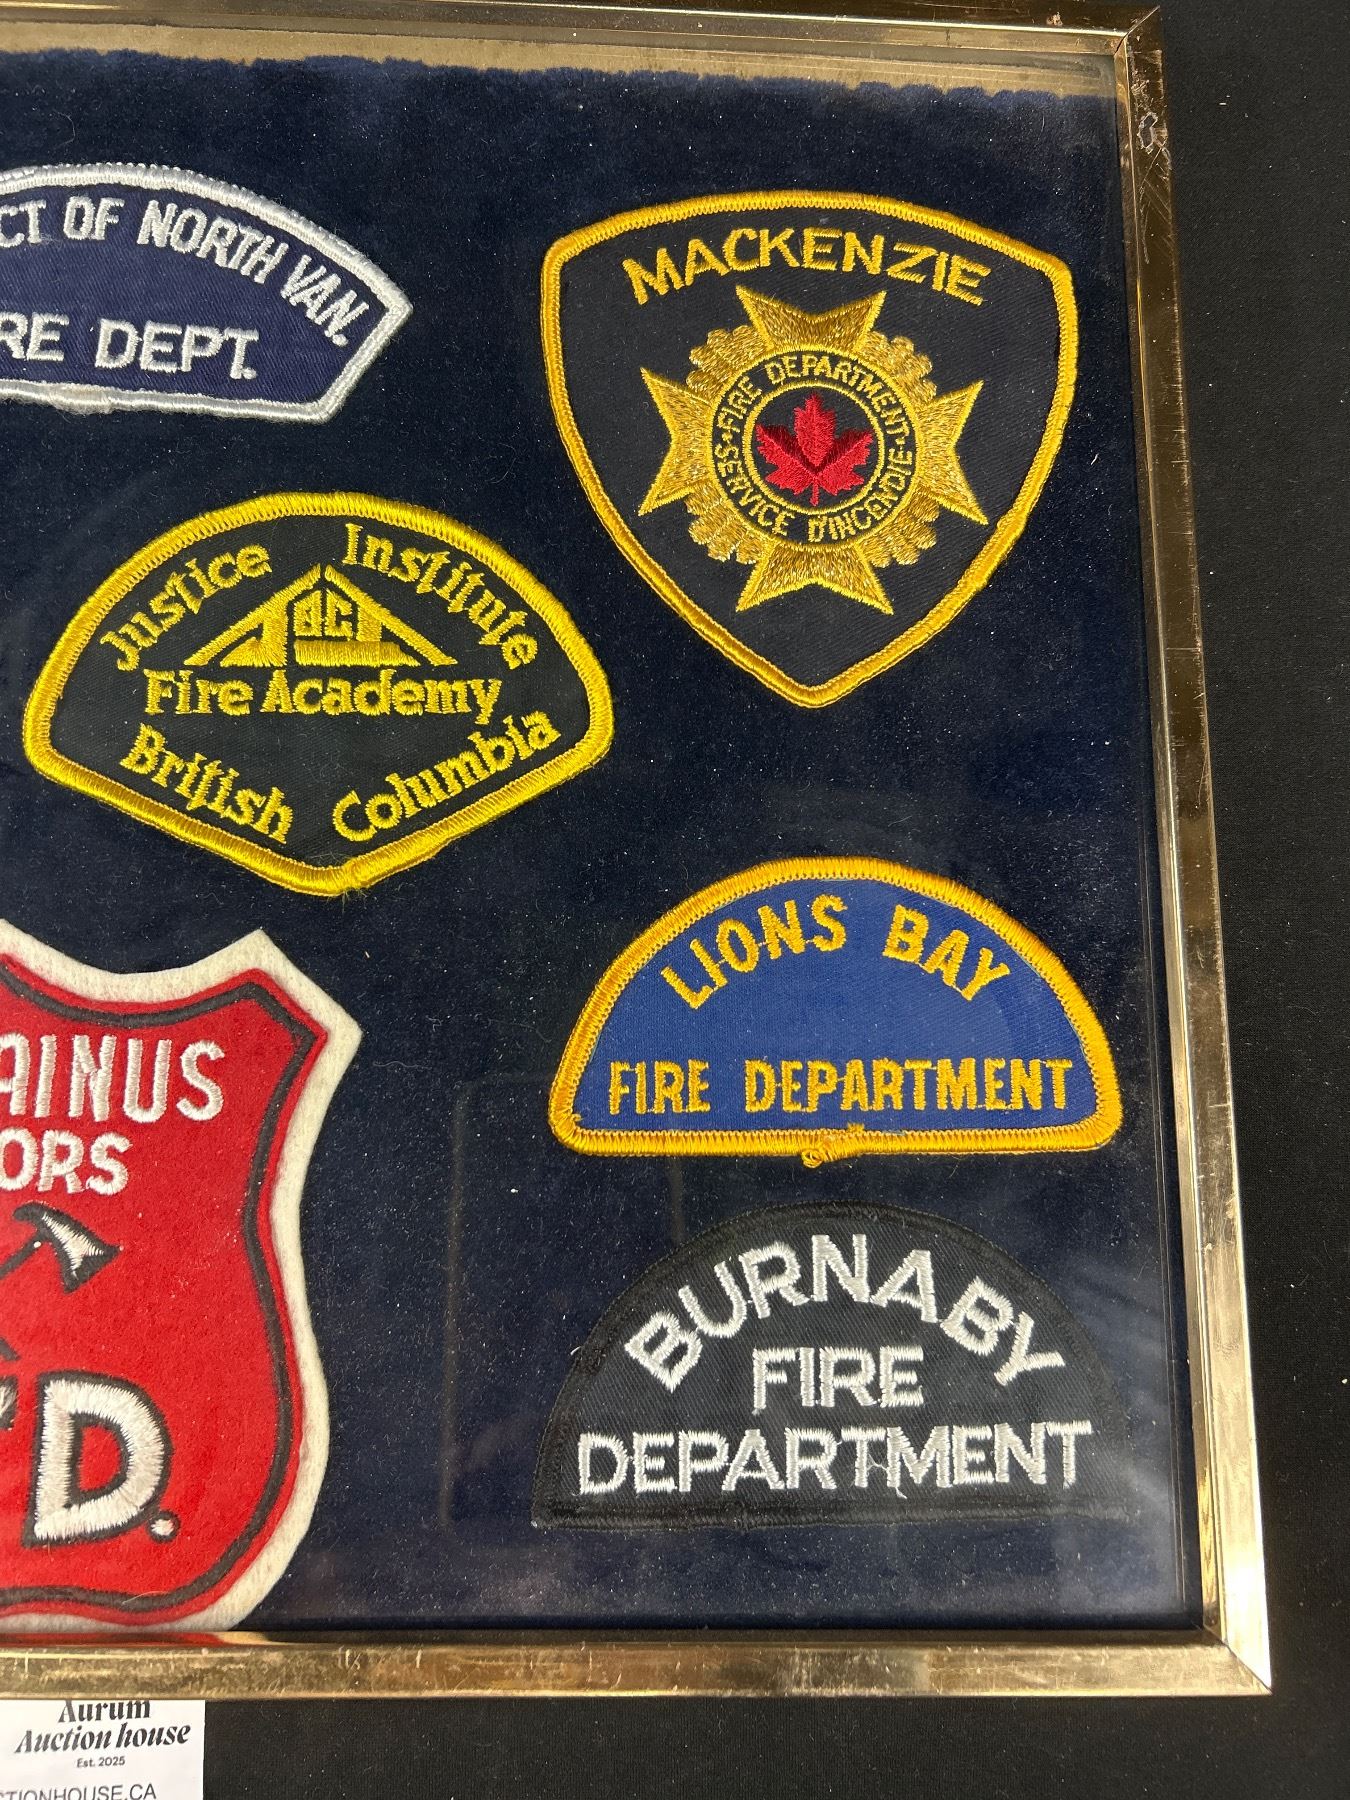 CT OF NORTH VAN.
RE DEPT.
MACKENZIE
FIRE DEPARTMENT
SERVICE D'INCENDIE
Justice Institute
Fire Academy
British Columbia
AINUS
ORS
D.
LIONS BAY
FIRE DEPARTMENT
BURNABY
FIRE
DEPARTMENT
Aurum
Auction house
Est. 2025
CTIONHOUSE.CA